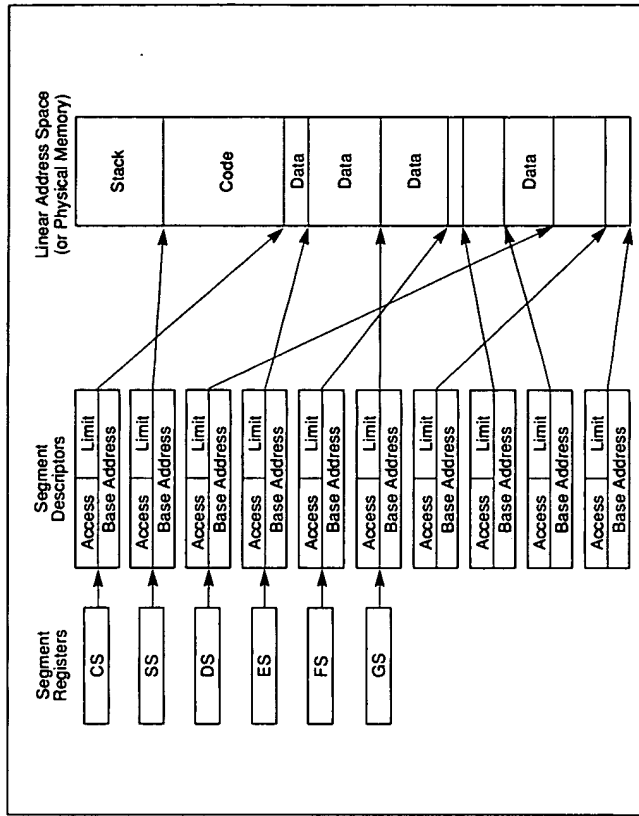 Segment
Registers
Segment
Descriptors
Linear Address Space
(or Physical Memory)
CS
Access Limit
Base Address
SS
Access Limit
Base Address
DS
Access Limit
Base Address
ES
Access Limit
Base Address
FS
Access Limit
Base Address
GS
Access Limit
Base Address
Access Limit
Base Address
Access Limit
Base Address
Access Limit
Base Address
Access Limit
Base Address
Stack
Code
Data
Data
Data
Data